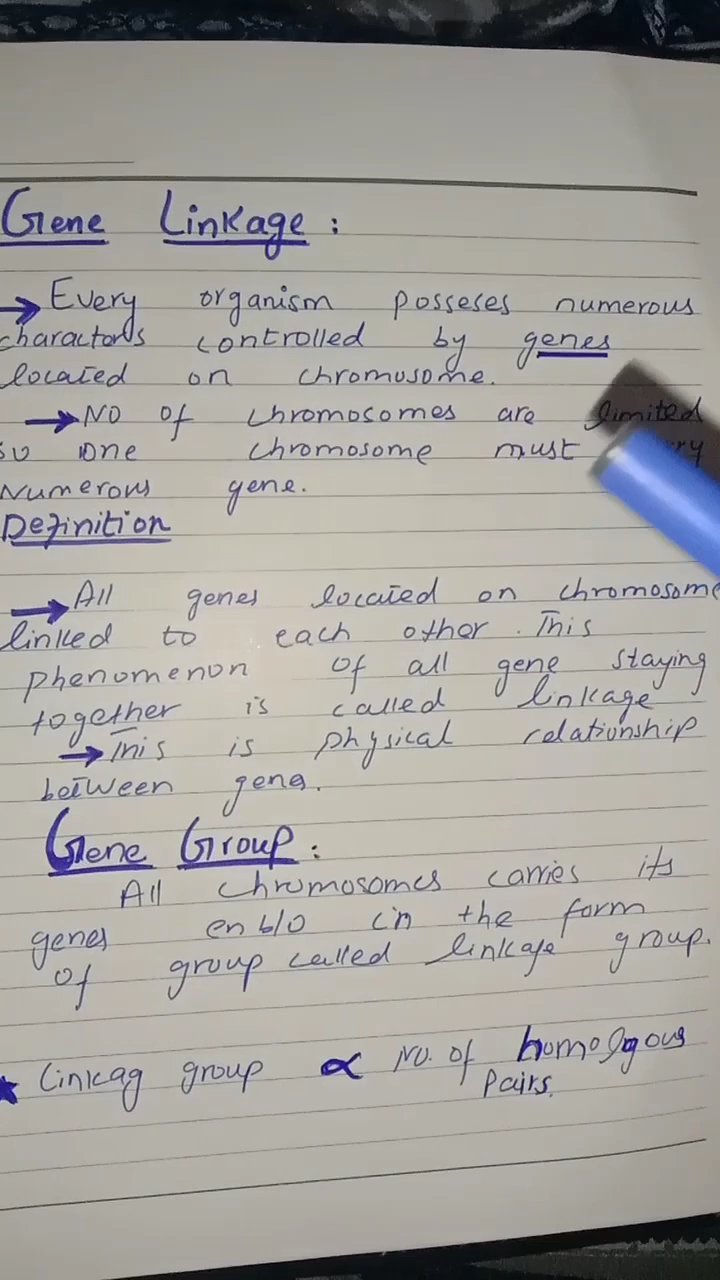 Gene Linkage:
→ Every organism posseses numerous
charactors controlled by genes
located on chromosome.
→ No of chromosomes are limited
so one chromosome must
numerous gene.
Definition
→ All genes located on chromosome
linked to each other. This
phenomenon of all gene staying
together is called linkage
→ This is physical relationship
between genes.
Gene Group:
All chromosomes carries its
genes en blo in the form
of group called linkage group.
★ Linkag group ∝ No. of homologous
pairs.